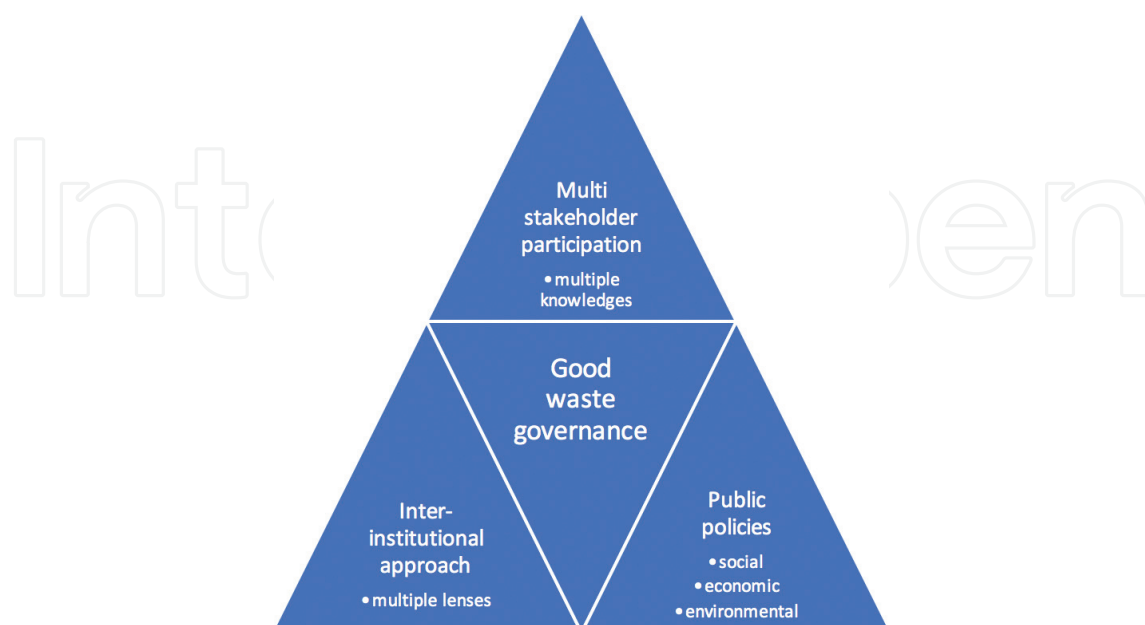 Multi
stakeholder
participation
• multiple
knowledges
Good
waste
governance
Inter-
institutional
approach
• multiple lenses
Public
policies
• social
• economic
• environmental